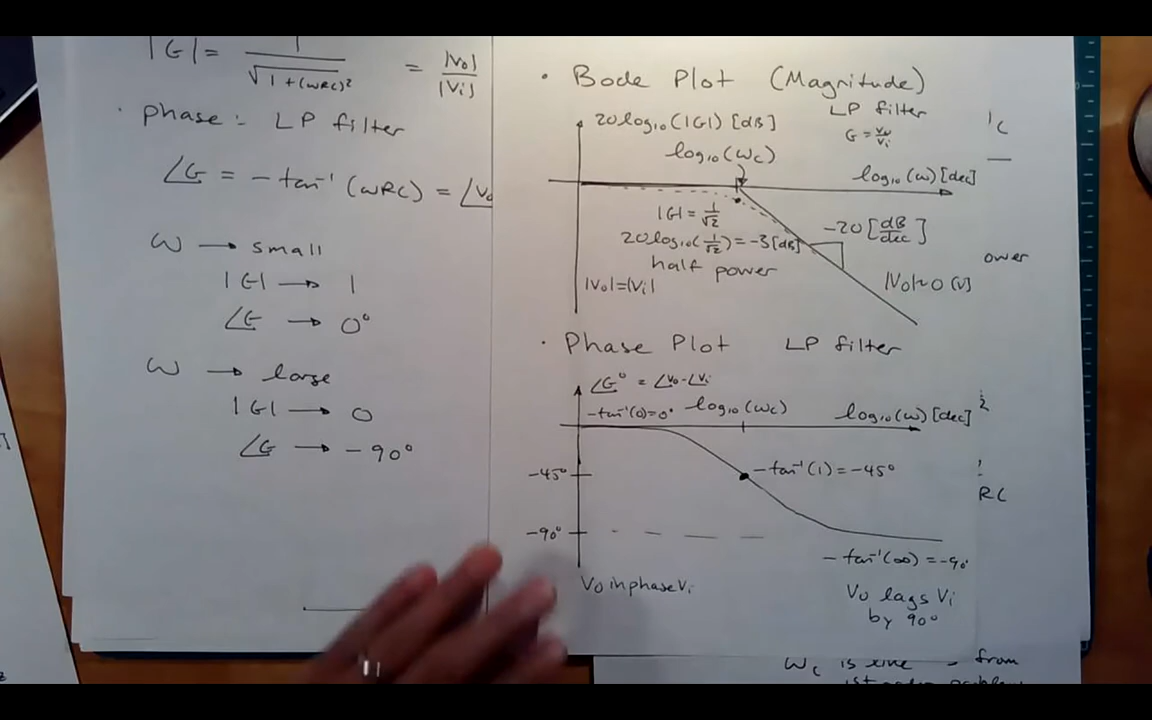 |G| = 1/√(1+(ωRC)²) = |Vo|/|Vi|
· Phase: LP filter
∠G = -tan⁻¹(ωRC) = ∠Vo
ω → small
|G| → 1
∠G → 0°
ω → large
|G| → 0
∠G → -90°
· Bode Plot (Magnitude)
20log₁₀(|G|) [dB]
LP filter
G = Vo/Vi
log₁₀(ωc)
log₁₀(ω) [dec]
|G| = 1/√2
20log₁₀(1/√2) = -3[dB]
half power
-20 [dB/dec]
|Vo| = |Vi|
|Vo| ~ 0 (V)
· Phase Plot LP filter
∠G° = ∠Vo - ∠Vi
-tan⁻¹(0) = 0°
log₁₀(ωc)
log₁₀(ω) [dec]
-45°
-tan⁻¹(1) = -45°
-90°
-tan⁻¹(∞) = -90°
Vo in phase Vi
Vo lags Vi
by 90°
ower
RC
ωc is
from